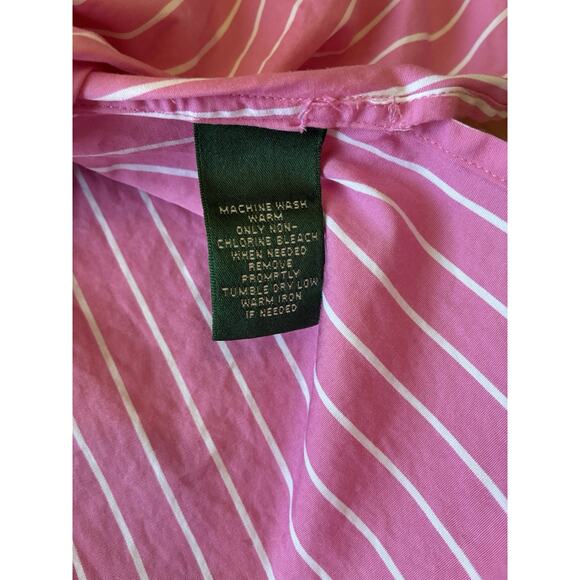 MACHINE WASH
WARM
ONLY NON-
CHLORINE BLEACH
WHEN NEEDED
REMOVE
PROMPTLY
TUMBLE DRY LOW
WARM IRON
IF NEEDED